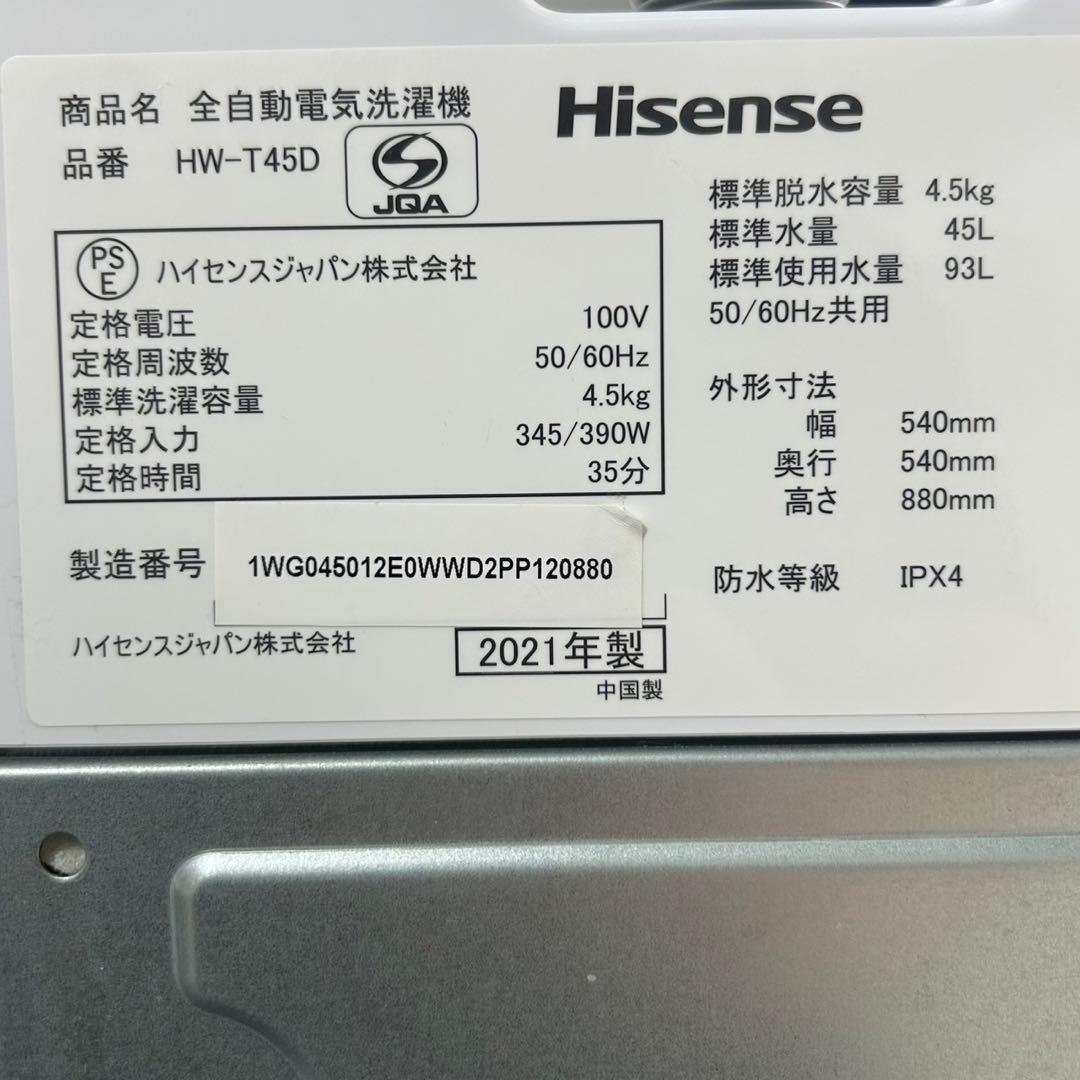 商品名 全自動電気洗濯機
品番 HW-T45D
JQA
Hisense
PS
E
ハイセンスジャパン株式会社
定格電圧 100V
定格周波数 50/60Hz
標準洗濯容量 4.5kg
定格入力 345/390W
定格時間 35分
製造番号 1WG045012E0WWD2PP120880
ハイセンスジャパン株式会社
2021年製
中国製
標準脱水容量 4.5kg
標準水量 45L
標準使用水量 93L
50/60Hz共用
外形寸法
幅 540mm
奥行 540mm
高さ 880mm
防水等級 IPX4